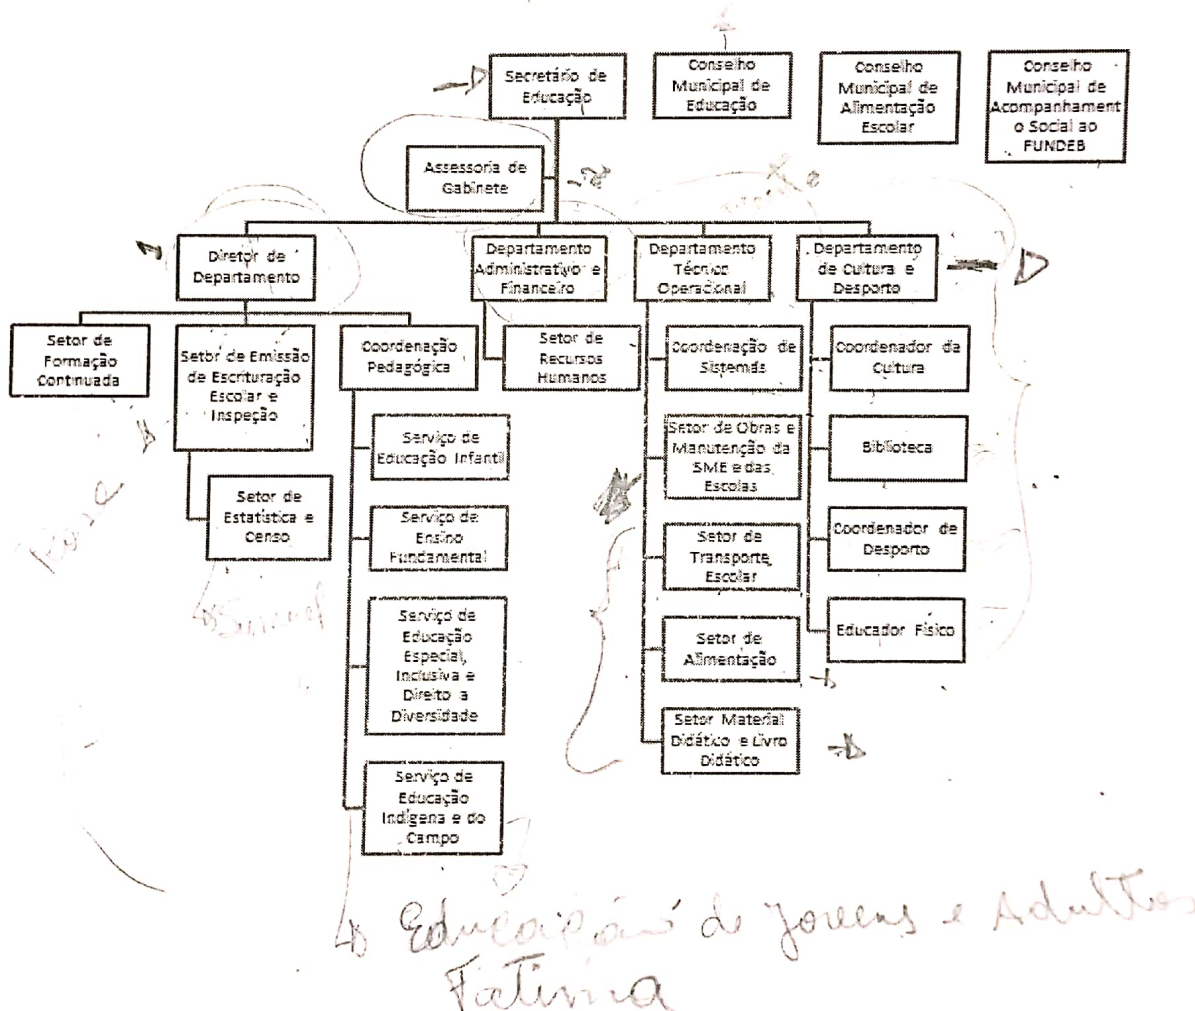 Secretário de
Educação
Conselho
Municipal de
Educação
Conselho
Municipal de
Alimentação
Escolar
Conselho
Municipal de
Acompanhament
o Social ao
FUNDEB
Assessoria de
Gabinete
Diretor de
Departamento
Departamento
Administrativo e
Financeiro
Departamento
Técnico
Operacional
Departamento
de Cultura e
Desporto
Setor de
Formação
Continuada
Setor de Emissão
de Escrituração
Escolar e
Inspeção
Coordenação
Pedagógica
Setor de
Recursos
Humanos
Coordenação de
Sistemas
Coordenador da
Cultura
Serviço de
Educação Infantil
Setor de Obras e
Manutenção da
SME e das
Escolas
Biblioteca
Setor de
Estatística e
Censo
Serviço de
Ensino
Fundamental
Setor de
Transporte
Escolar
Coordenador de
Desporto
Serviço de
Educação
Especial,
Inclusiva e
Direito a
Diversidade
Setor de
Alimentação
Educador Físico
Setor Material
Didático e Livro
Didático
Serviço de
Educação
Indígena e do
Campo
Educação de Jovens e Adultos
Fatima